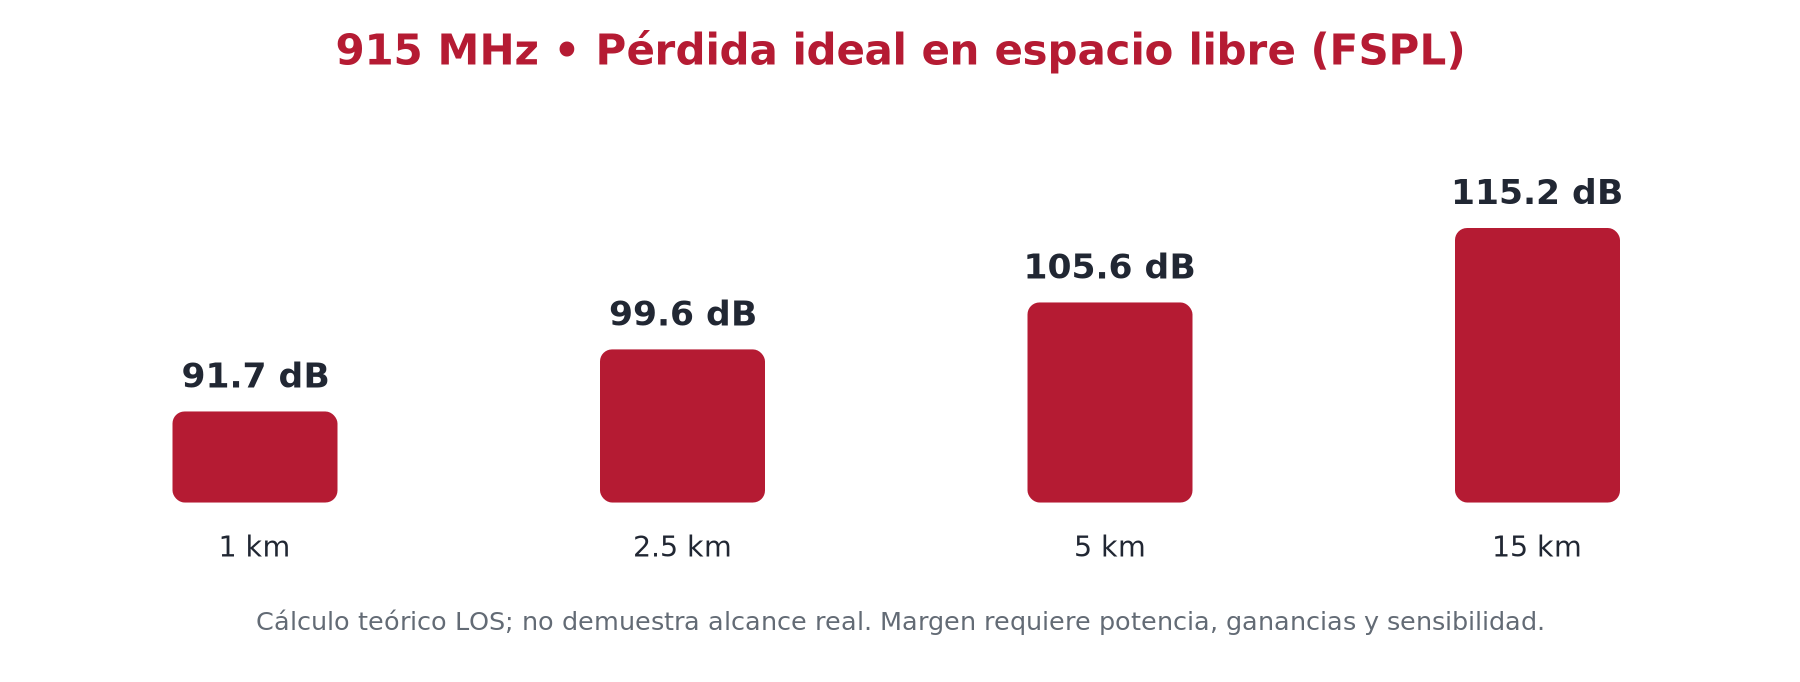 915 MHz • Pérdida ideal en espacio libre (FSPL)
91.7 dB
99.6 dB
105.6 dB
115.2 dB
1 km
2.5 km
5 km
15 km
Cálculo teórico LOS; no demuestra alcance real. Margen requiere potencia, ganancias y sensibilidad.